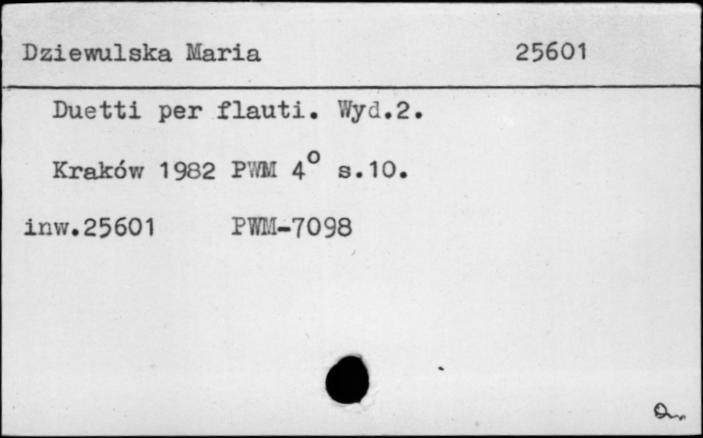 Dziewulska Maria 25601
Duetti per flauti. Wyd.2.
Kraków 1982 PWM 4° s.10.
inw.25601 PWM-7098